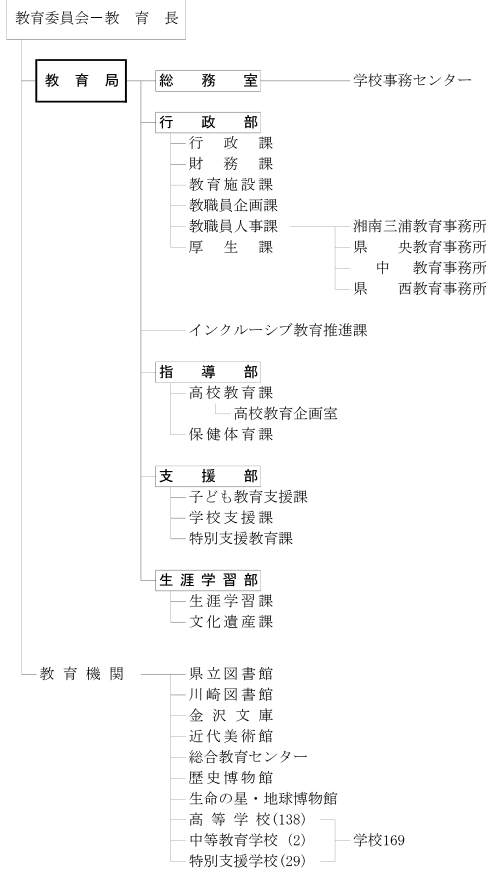 教育委員会ー教　育　長
教　育　局　総　務　室　学校事務センター
行　政　部
行　政　課
財　務　課
教育施設課
教職員企画課
教職員人事課　湘南三浦教育事務所
厚　生　課　県　　央教育事務所
中　　教育事務所
県　　西教育事務所
インクルーシブ教育推進課
指　導　部
高校教育課
高校教育企画室
保健体育課
支　援　部
子ども教育支援課
学校支援課
特別支援教育課
生涯学習部
生涯学習課
文化遺産課
教育機関　県立図書館
川崎図書館
金沢文庫
近代美術館
総合教育センター
歴史博物館
生命の星・地球博物館
高等学校(138)
中等教育学校（2）　学校169
特別支援学校(29)